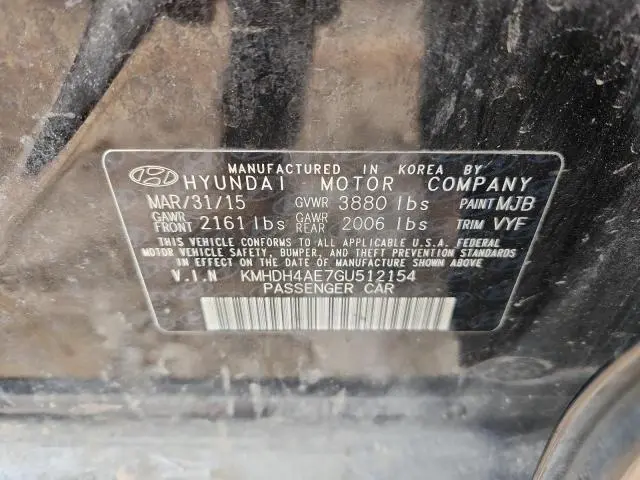 MANUFACTURED IN KOREA BY
HYUNDAI MOTOR COMPANY
MAR/31/15 GVWR 3880 lbs PAINT MJB
GAWR FRONT 2161 lbs GAWR REAR 2006 lbs TRIM VYF
THIS VEHICLE CONFORMS TO ALL APPLICABLE U.S.A. FEDERAL
MOTOR VEHICLE SAFETY, BUMPER, AND THEFT PREVENTION STANDARDS
IN EFFECT ON THE DATE OF MANUFACTURE SHOWN ABOVE.
V.I.N KMHDH4AE7GU512154
PASSENGER CAR